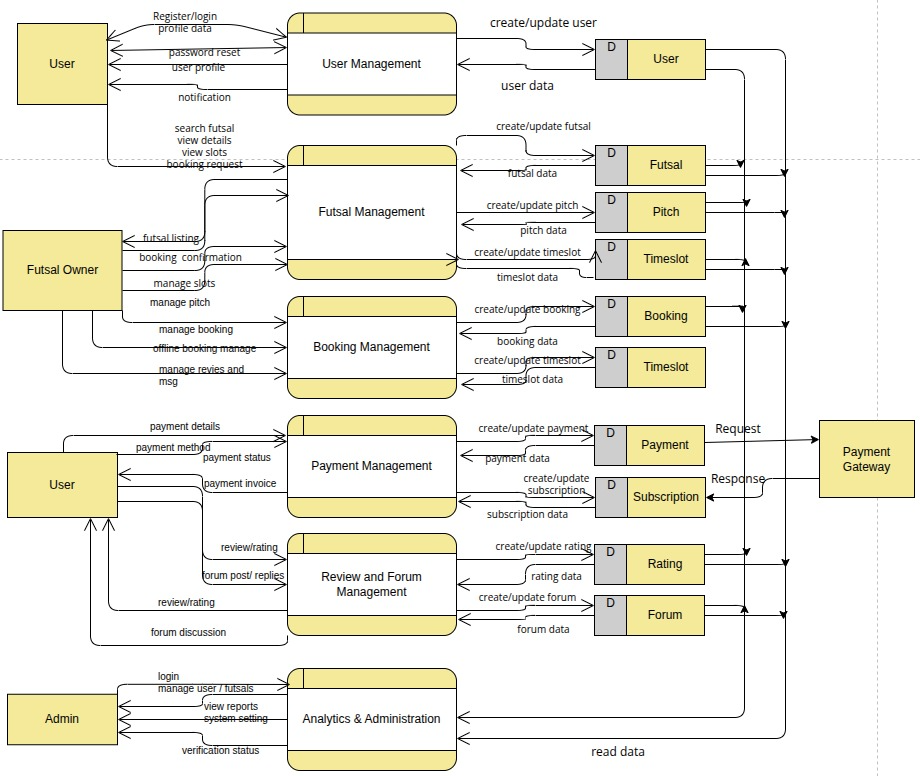 Register/login
profile data
password reset
user profile
notification
User
User Management
create/update user
user data
D
User
search futsal
view details
view slots
booking request
Futsal Management
create/update futsal
futsal data
D
Futsal
create/update pitch
pitch data
D
Pitch
create/update timeslot
timeslot data
D
Timeslot
Futsal Owner
futsal listing
booking confirmation
manage slots
manage pitch
manage booking
offline booking manage
manage revies and
msg
Booking Management
create/update booking
booking data
D
Booking
create/update timeslot
timeslot data
D
Timeslot
payment details
payment method
payment status
payment invoice
User
Payment Management
create/update payment
payment data
D
Payment
create/update
subscription
subscription data
D
Subscription
Request
Response
Payment
Gateway
review/rating
forum post/ replies
review/rating
forum discussion
Review and Forum
Management
create/update rating
rating data
D
Rating
create/update forum
forum data
D
Forum
login
manage user / futsals
view reports
system setting
verification status
Admin
Analytics & Administration
read data